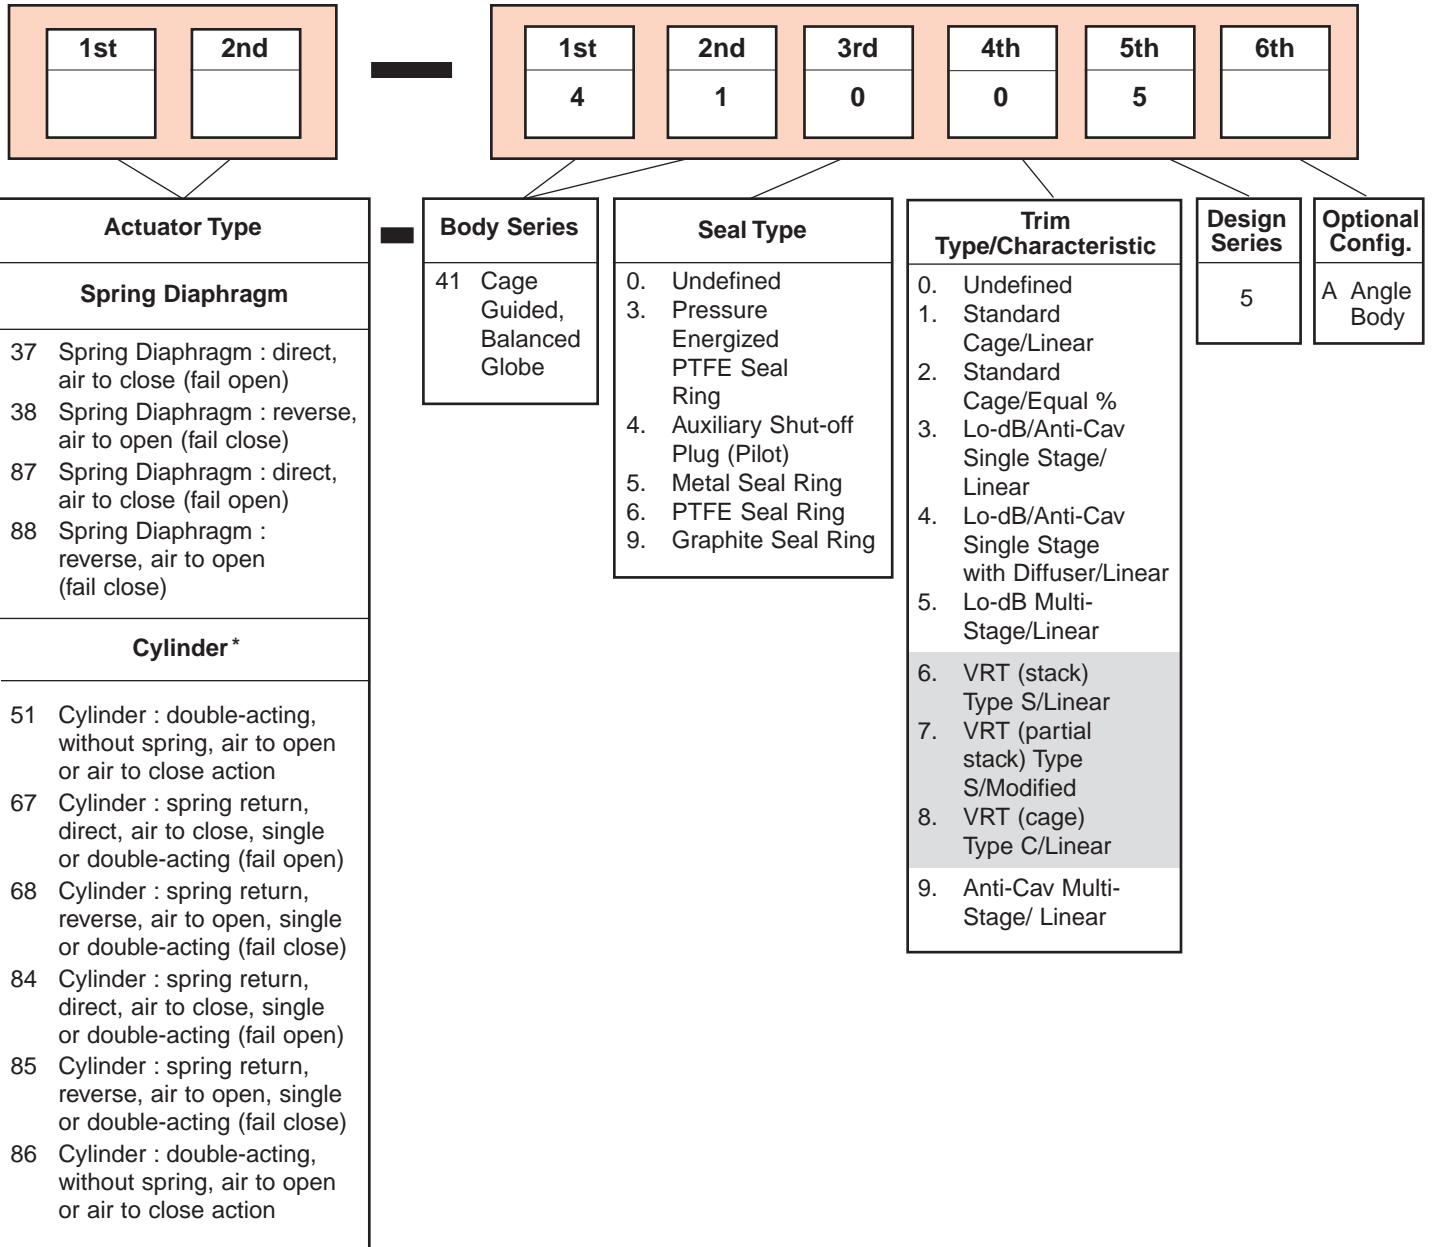 1st 2nd 1st 2nd 3rd 4th 5th 6th
4 1 0 0 5
Actuator Type
Spring Diaphragm
37 Spring Diaphragm : direct,
air to close (fail open)
38 Spring Diaphragm : reverse,
air to open (fail close)
87 Spring Diaphragm : direct,
air to close (fail open)
88 Spring Diaphragm :
reverse, air to open
(fail close)
Cylinder*
51 Cylinder : double-acting,
without spring, air to open
or air to close action
67 Cylinder : spring return,
direct, air to close, single
or double-acting (fail open)
68 Cylinder : spring return,
reverse, air to open, single
or double-acting (fail close)
84 Cylinder : spring return,
direct, air to close, single
or double-acting (fail open)
85 Cylinder : spring return,
reverse, air to open, single
or double-acting (fail close)
86 Cylinder : double-acting,
without spring, air to open
or air to close action
Body Series
41 Cage
Guided,
Balanced
Globe
Seal Type
0. Undefined
3. Pressure
Energized
PTFE Seal
Ring
4. Auxiliary Shut-off
Plug (Pilot)
5. Metal Seal Ring
6. PTFE Seal Ring
9. Graphite Seal Ring
Trim
Type/Characteristic
0. Undefined
1. Standard
Cage/Linear
2. Standard
Cage/Equal %
3. Lo-dB/Anti-Cav
Single Stage/
Linear
4. Lo-dB/Anti-Cav
Single Stage
with Diffuser/Linear
5. Lo-dB Multi-
Stage/Linear
6. VRT (stack)
Type S/Linear
7. VRT (partial
stack) Type
S/Modified
8. VRT (cage)
Type C/Linear
9. Anti-Cav Multi-
Stage/ Linear
Design
Series
5
Optional
Config.
A Angle
Body